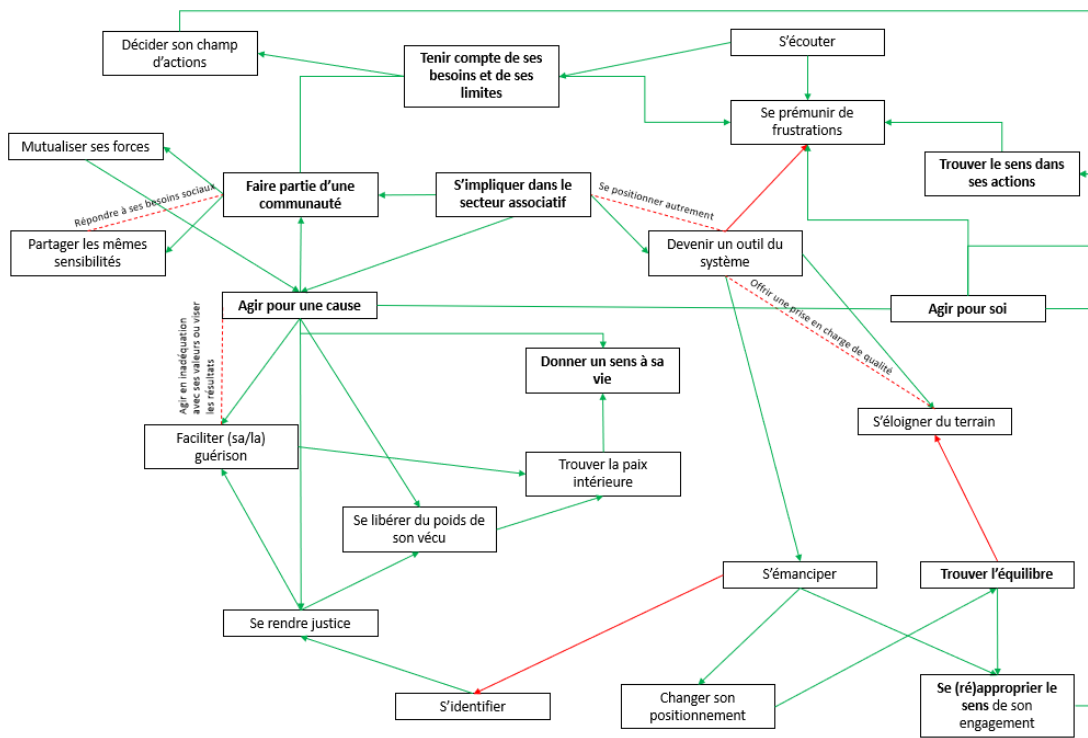 Décider son champ
d'actions
Tenir compte de ses
besoins et de ses
limites
S'écouter
Se prémunir de
frustrations
Mutualiser ses forces
Trouver le sens dans
ses actions
Faire partie d'une
communauté
S'impliquer dans le
secteur associatif
Se positionner autrement
Répondre à ses besoins sociaux
Partager les mêmes
sensibilités
Devenir un outil du
système
Agir pour une cause
Agir pour soi
Offrir une prise en charge de qualité
Agir en inadéquation
avec ses valeurs ou viser
les résultats
Donner un sens à sa
vie
S'éloigner du terrain
Faciliter (sa/la)
guérison
Trouver la paix
intérieure
Se libérer du poids de
son vécu
S'émanciper
Trouver l'équilibre
Se rendre justice
S'identifier
Changer son
positionnement
Se (ré)approprier le
sens de son
engagement